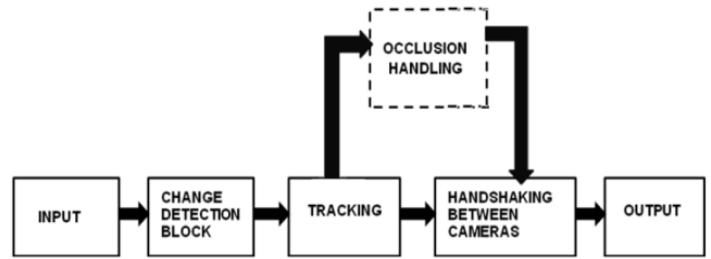 OCCLUSION
HANDLING
INPUT
CHANGE
DETECTION
BLOCK
TRACKING
HANDSHAKING
BETWEEN
CAMERAS
OUTPUT